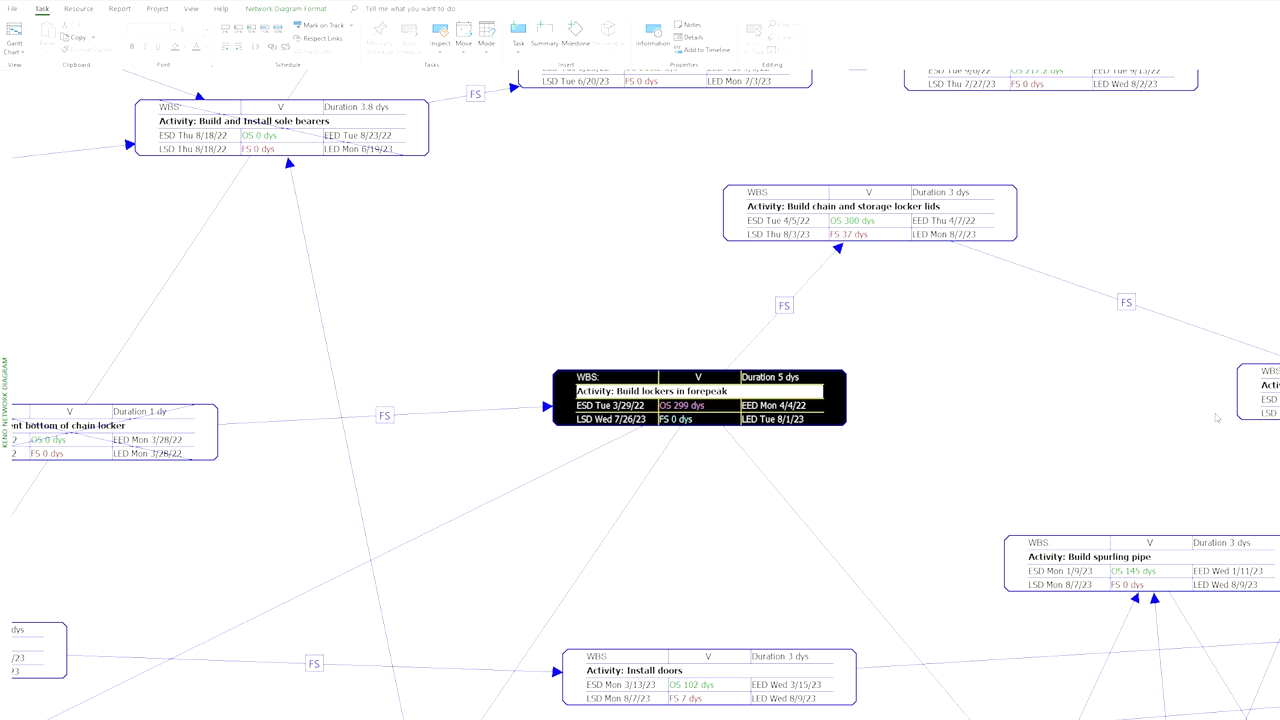 File Task Resource Report Project View Help Network Diagram Format Tell me what you want to do
Gantt Chart
Copy
Mark on Track
Respect Links
Inspect Move Mode
Task Summary Milestone
Information
Notes
Details
Add to Timeline
View Clipboard Font Schedule Tasks Insert Properties Editing
LSD Tue 6/20/23 FS 0 dys LED Mon 7/3/23
LSD Thu 7/27/23 FS 0 dys LED Wed 8/2/23
FS
WBS: V Duration 3.8 dys
Activity: Build and Install sole bearers
ESD Thu 8/18/22 OS 0 dys EED Tue 8/23/22
LSD Thu 8/18/22 FS 0 dys LED Mon 6/19/23
WBS V Duration 3 dys
Activity: Build chain and storage locker lids
ESD Tue 4/5/22 OS 300 dys EED Thu 4/7/22
LSD Thu 8/3/23 FS 37 dys LED Mon 8/7/23
FS
FS
KENO NETWORK DIAGRAM
WBS: V Duration 5 dys
Activity: Build lockers in forepeak
ESD Tue 3/29/22 OS 299 dys EED Mon 4/4/22
LSD Wed 7/26/23 FS 0 dys LED Tue 8/1/23
WBS
ESD
LSD
V Duration 1 dy
nt bottom of chain locker
2 OS 0 dys EED Mon 3/28/22
2 FS 0 dys LED Mon 3/28/22
FS
WBS V Duration 3 dys
Activity: Build spurling pipe
ESD Mon 1/9/23 OS 145 dys EED Wed 1/11/23
LSD Mon 8/7/23 FS 0 dys LED Wed 8/9/23
dys
/23
23
FS
WBS V Duration 3 dys
Activity: Install doors
ESD Mon 3/13/23 OS 102 dys EED Wed 3/15/23
LSD Mon 8/7/23 FS 7 dys LED Wed 8/9/23